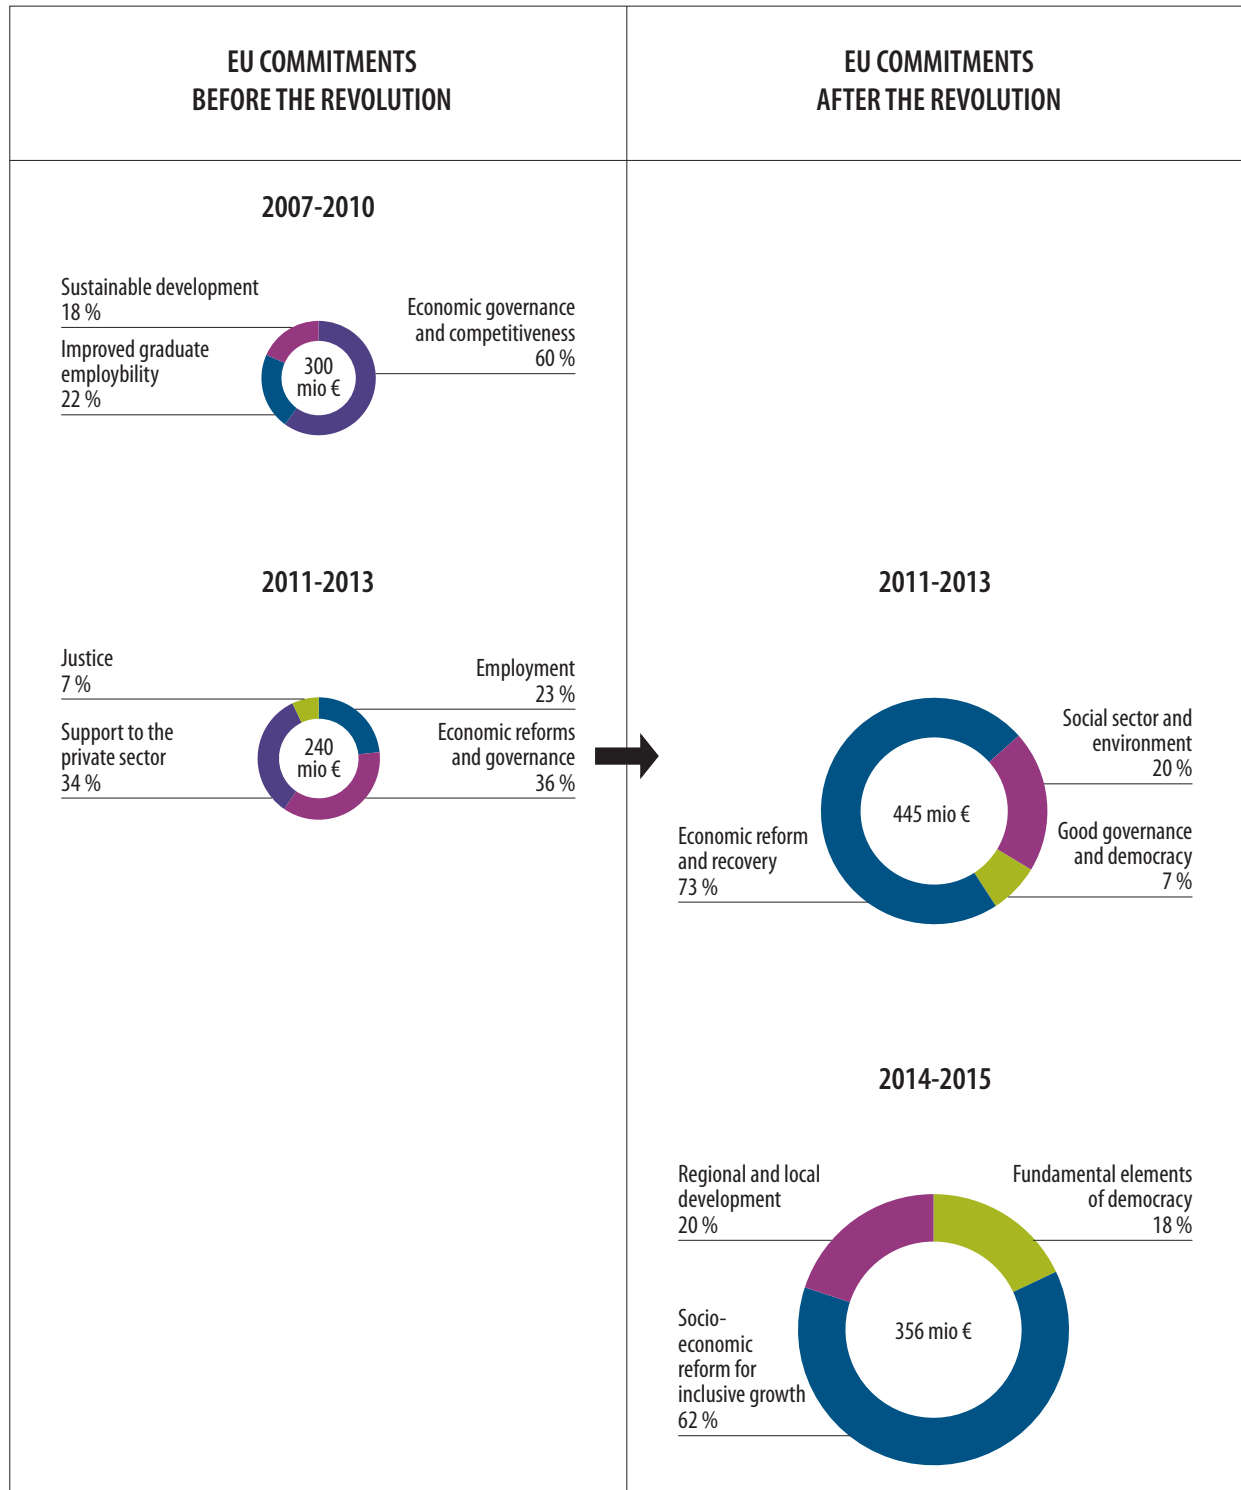 EU COMMITMENTS
BEFORE THE REVOLUTION
EU COMMITMENTS
AFTER THE REVOLUTION
2007-2010
Sustainable development
18 %
Improved graduate
employbility
22 %
300
mio €
Economic governance
and competitiveness
60 %
2011-2013
Justice
7 %
Support to the
private sector
34 %
240
mio €
Employment
23 %
Economic reforms
and governance
36 %
2011-2013
Economic reform
and recovery
73 %
445 mio €
Social sector and
environment
20 %
Good governance
and democracy
7 %
2014-2015
Regional and local
development
20 %
Socio-
economic
reform for
inclusive growth
62 %
356 mio €
Fundamental elements
of democracy
18 %